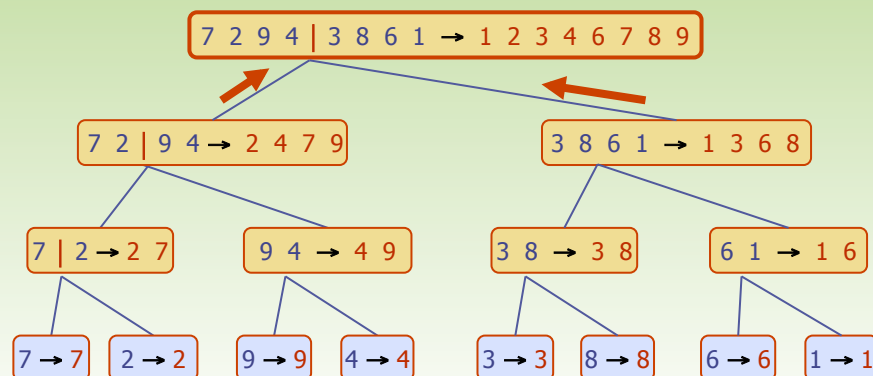 7 2 9 4 | 3 8 6 1 → 1 2 3 4 6 7 8 9
7 2 | 9 4 → 2 4 7 9
3 8 6 1 → 1 3 6 8
7 | 2 → 2 7
9 4 → 4 9
3 8 → 3 8
6 1 → 1 6
7 → 7
2 → 2
9 → 9
4 → 4
3 → 3
8 → 8
6 → 6
1 → 1